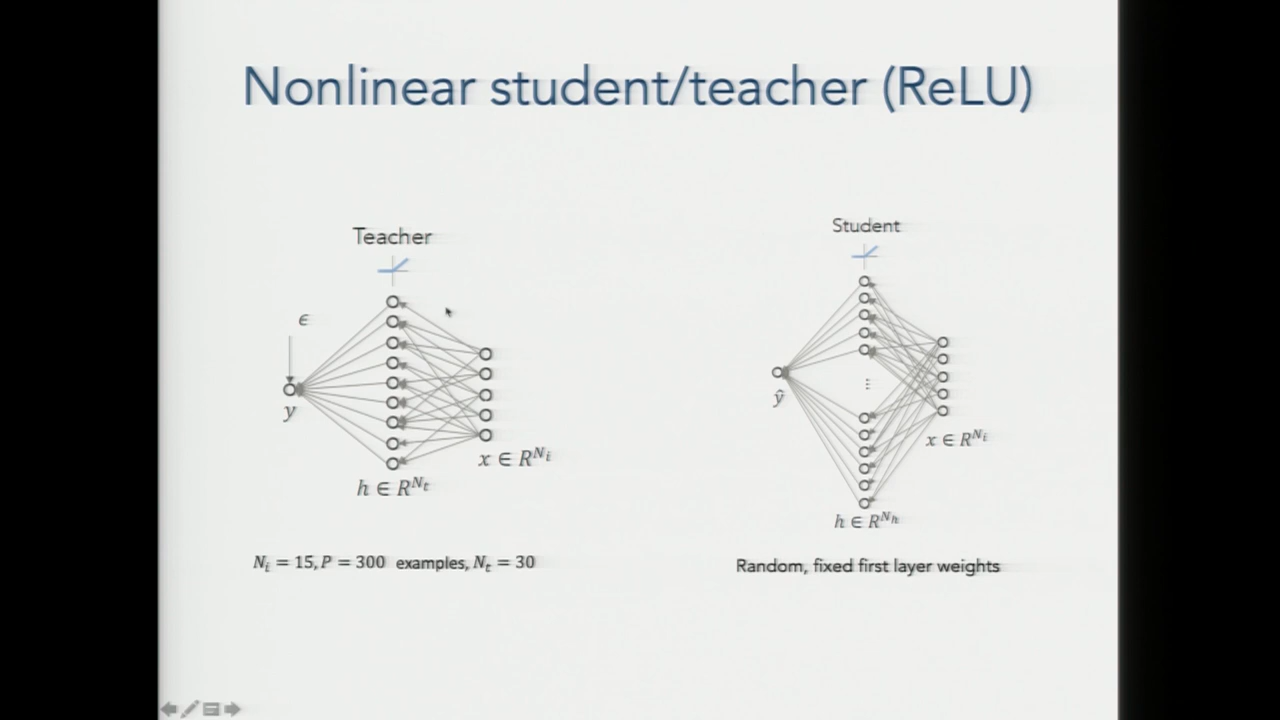 Nonlinear student/teacher (ReLU)
Teacher
ϵ
y
h ∈ R^{N_t}
x ∈ R^{N_i}
N_i = 15, P = 300 examples, N_t = 30
Student
ŷ
⋮
x ∈ R^{N_i}
h ∈ R^{N_h}
Random, fixed first layer weights